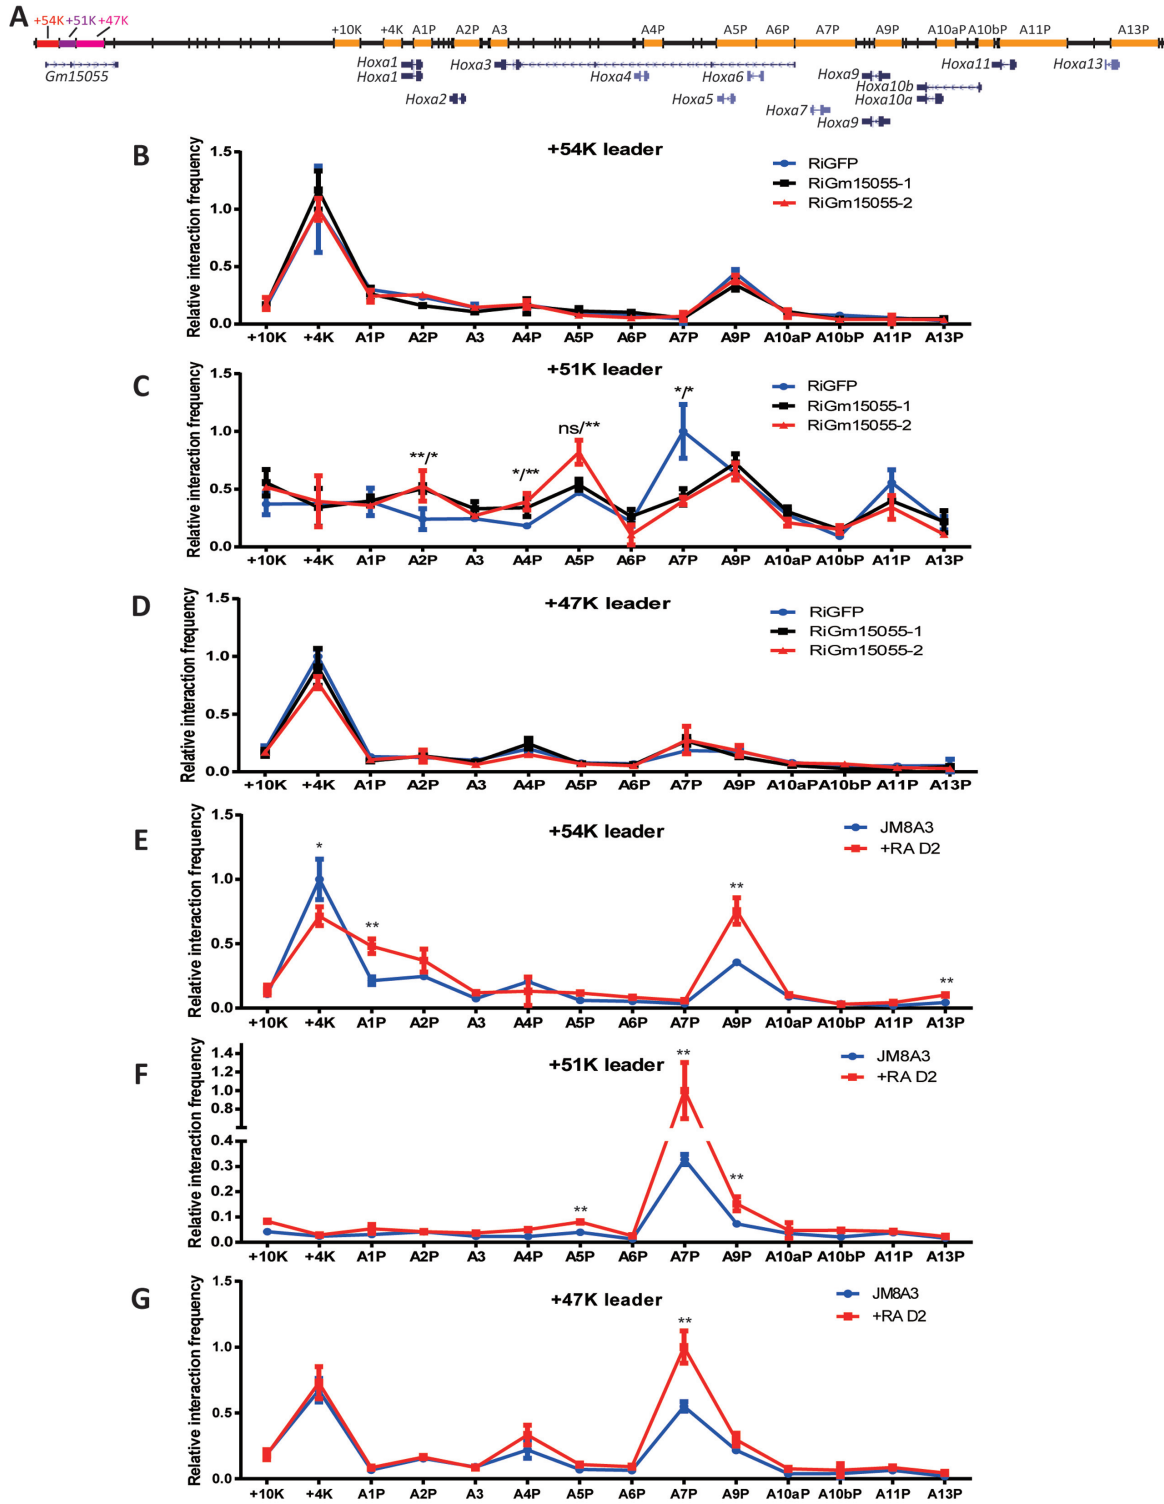 A
+54K +51K +47K +10K +4K A1P A2P A3 A4P A5P A6P A7P A9P A10aP A10bP A11P A13P
Gm15055 Hoxa1 Hoxa3 Hoxa4 Hoxa6 Hoxa9 Hoxa11 Hoxa13
Hoxa1 Hoxa10b
Hoxa2 Hoxa5 Hoxa10a
Hoxa7
Hoxa9
B
+54K leader
Relative interaction frequency
1.5
1.0
0.5
0.0
RiGFP
RiGm15055-1
RiGm15055-2
+10K +4K A1P A2P A3 A4P A5P A6P A7P A9P A10aP A10bP A11P A13P
C
+51K leader
Relative interaction frequency
1.5
1.0
0.5
0.0
RiGFP
RiGm15055-1
RiGm15055-2
**/*
*/**
ns/**
*/*
+10K +4K A1P A2P A3 A4P A5P A6P A7P A9P A10aP A10bP A11P A13P
D
+47K leader
Relative interaction frequency
1.5
1.0
0.5
0.0
RiGFP
RiGm15055-1
RiGm15055-2
+10K +4K A1P A2P A3 A4P A5P A6P A7P A9P A10aP A10bP A11P A13P
E
+54K leader
Relative interaction frequency
1.5
1.0
0.5
0.0
JM8A3
+RA D2
*
**
**
**
+10K +4K A1P A2P A3 A4P A5P A6P A7P A9P A10aP A10bP A11P A13P
F
+51K leader
Relative interaction frequency
1.4
1.2
1.0
0.8
0.4
0.3
0.2
0.1
0.0
JM8A3
+RA D2
**
**
**
+10K +4K A1P A2P A3 A4P A5P A6P A7P A9P A10aP A10bP A11P A13P
G
+47K leader
Relative interaction frequency
1.5
1.0
0.5
0.0
JM8A3
+RA D2
**
+10K +4K A1P A2P A3 A4P A5P A6P A7P A9P A10aP A10bP A11P A13P